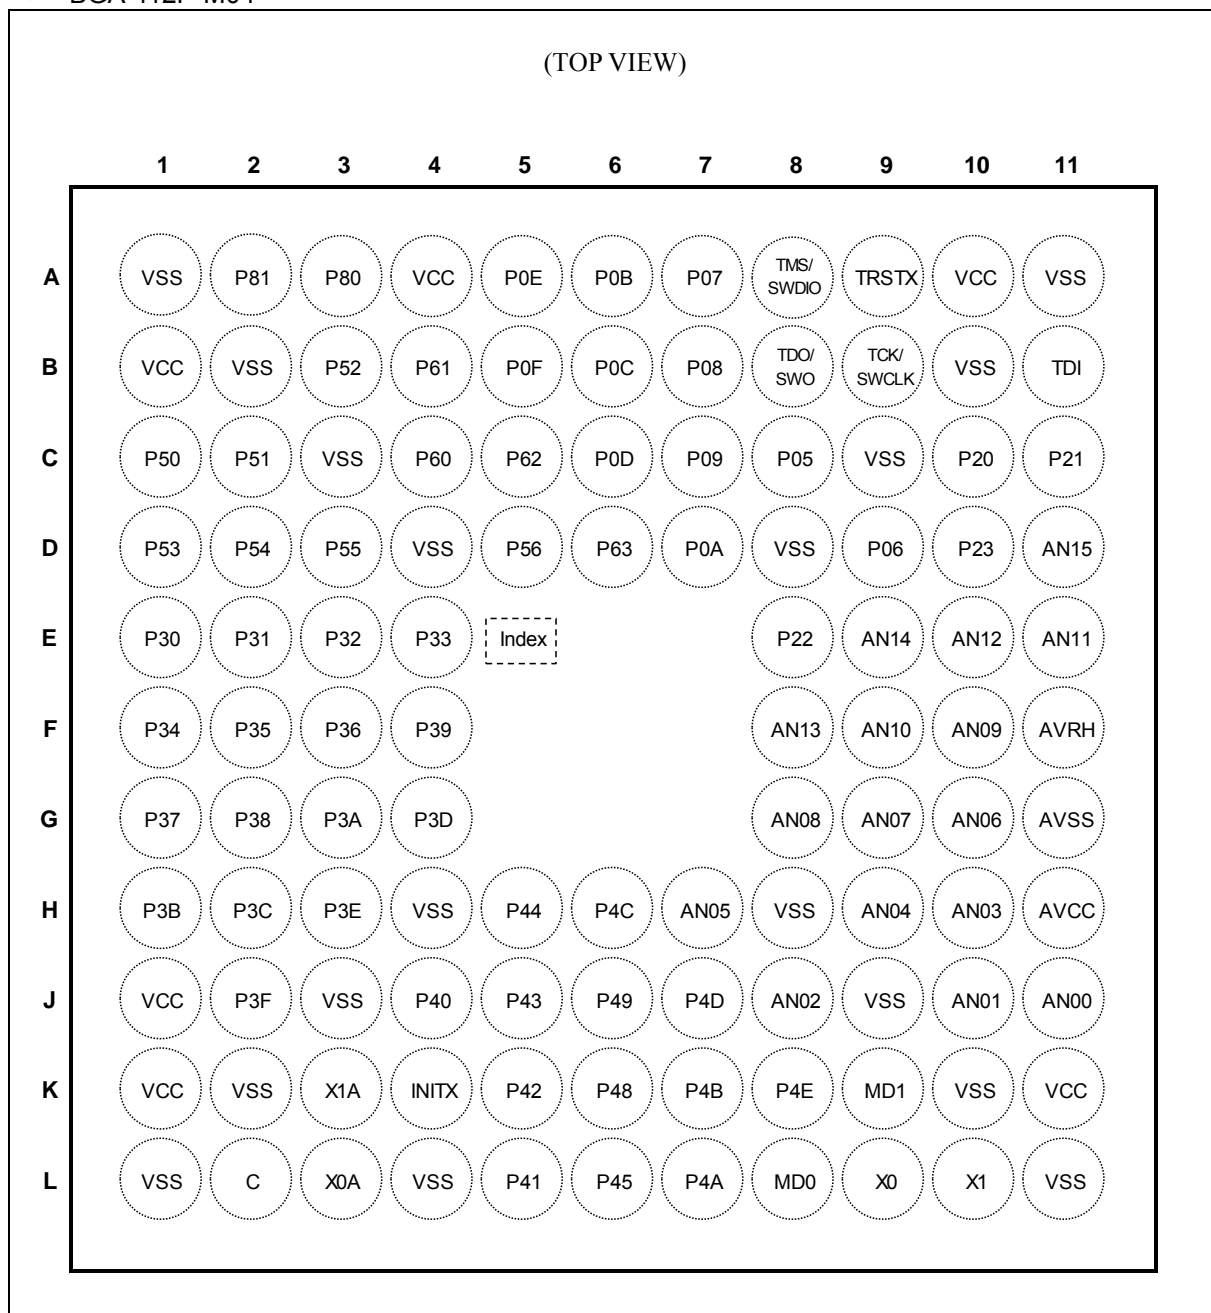 (TOP VIEW)
1 2 3 4 5 6 7 8 9 10 11
A VSS P81 P80 VCC P0E P0B P07 TMS/ SWDIO TRSTX VCC VSS
B VCC VSS P52 P61 P0F P0C P08 TDO/ SWO TCK/ SWCLK VSS TDI
C P50 P51 VSS P60 P62 P0D P09 P05 VSS P20 P21
D P53 P54 P55 VSS P56 P63 P0A VSS P06 P23 AN15
E P30 P31 P32 P33 Index P22 AN14 AN12 AN11
F P34 P35 P36 P39 AN13 AN10 AN09 AVRH
G P37 P38 P3A P3D AN08 AN07 AN06 AVSS
H P3B P3C P3E VSS P44 P4C AN05 VSS AN04 AN03 AVCC
J VCC P3F VSS P40 P43 P49 P4D AN02 VSS AN01 AN00
K VCC VSS X1A INITX P42 P48 P4B P4E MD1 VSS VCC
L VSS C X0A VSS P41 P45 P4A MD0 X0 X1 VSS